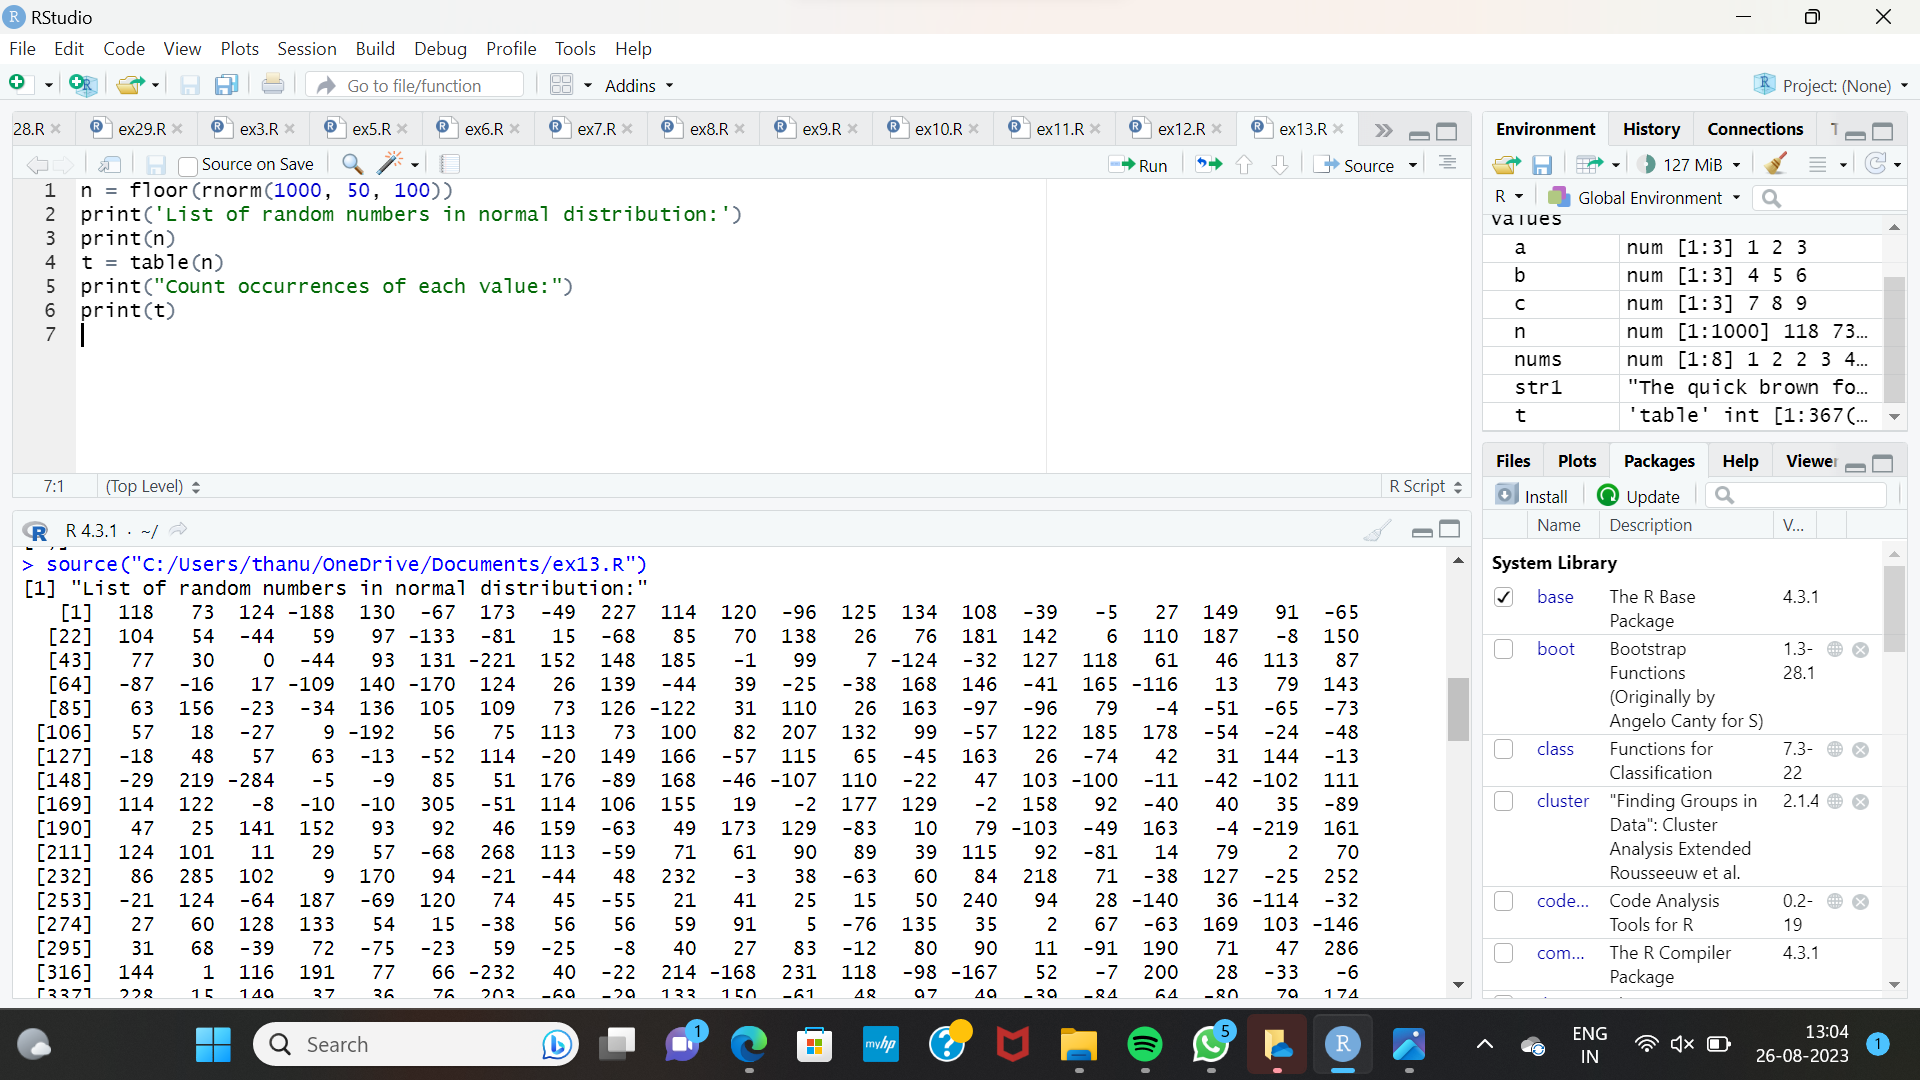 RStudio
File Edit Code View Plots Session Build Debug Profile Tools Help
Go to file/function Addins Project: (None)
28.R ex29.R ex3.R ex5.R ex6.R ex7.R ex8.R ex9.R ex10.R ex11.R ex12.R ex13.R
Source on Save Run Source
1 n = floor(rnorm(1000, 50, 100))
2 print('List of random numbers in normal distribution:')
3 print(n)
4 t = table(n)
5 print("Count occurrences of each value:")
6 print(t)
7
7:1 (Top Level) R Script
R 4.3.1 · ~/
> source("C:/Users/thanu/OneDrive/Documents/ex13.R")
[1] "List of random numbers in normal distribution:"
[1] 118 73 124 -188 130 -67 173 -49 227 114 120 -96 125 134 108 -39 -5 27 149 91 -65
[22] 104 54 -44 59 97 -133 -81 15 -68 85 70 138 26 76 181 142 6 110 187 -8 150
[43] 77 30 0 -44 93 131 -221 152 148 185 -1 99 7 -124 -32 127 118 61 46 113 87
[64] -87 -16 17 -109 140 -170 124 26 139 -44 39 -25 -38 168 146 -41 165 -116 13 79 143
[85] 63 156 -23 -34 136 105 109 73 126 -122 31 110 26 163 -97 -96 79 -4 -51 -65 -73
[106] 57 18 -27 9 -192 56 75 113 73 100 82 207 132 99 -57 122 185 178 -54 -24 -48
[127] -18 48 57 63 -13 -52 114 -20 149 166 -57 115 65 -45 163 26 -74 42 31 144 -13
[148] -29 219 -284 -5 -9 85 51 176 -89 168 -46 -107 110 -22 47 103 -100 -11 -42 -102 111
[169] 114 122 -8 -10 -10 305 -51 114 106 155 19 -2 177 129 -2 158 92 -40 40 35 -89
[190] 47 25 141 152 93 92 46 159 -63 49 173 129 -83 10 79 -103 -49 163 -4 -219 161
[211] 124 101 11 29 57 -68 268 113 -59 71 61 90 89 39 115 92 -81 14 79 2 70
[232] 86 285 102 9 170 94 -21 -44 48 232 -3 38 -63 60 84 218 71 -38 127 -25 252
[253] -21 124 -64 187 -69 120 74 45 -55 21 41 25 15 50 240 94 28 -140 36 -114 -32
[274] 27 60 128 133 54 15 -38 56 56 59 91 5 -76 135 35 2 67 -63 169 103 -146
[295] 31 68 -39 72 -75 -23 59 -25 -8 40 27 83 -12 80 90 11 -91 190 71 47 286
[316] 144 1 116 191 77 66 -232 40 -22 214 -168 231 118 -98 -167 52 -7 200 28 -33 -6
[337] 228 15 149 37 36 76 203 -69 -29 133 150 -61 48 97 49 -39 -84 64 -80 79 174
Environment History Connections
127 MiB
R Global Environment
values
a num [1:3] 1 2 3
b num [1:3] 4 5 6
c num [1:3] 7 8 9
n num [1:1000] 118 73…
nums num [1:8] 1 2 2 3 4…
str1 "The quick brown fo…
t 'table' int [1:367(…
Files Plots Packages Help Viewer
Install Update
Name Description V...
System Library
base The R Base 4.3.1
Package
boot Bootstrap 1.3-
Functions 28.1
(Originally by
Angelo Canty for S)
class Functions for 7.3-
Classification 22
cluster "Finding Groups in 2.1.4
Data": Cluster
Analysis Extended
Rousseeuw et al.
code... Code Analysis 0.2-
Tools for R 19
com... The R Compiler 4.3.1
Package
Search 1 myhp 5 R ENG 13:04
IN 26-08-2023 1